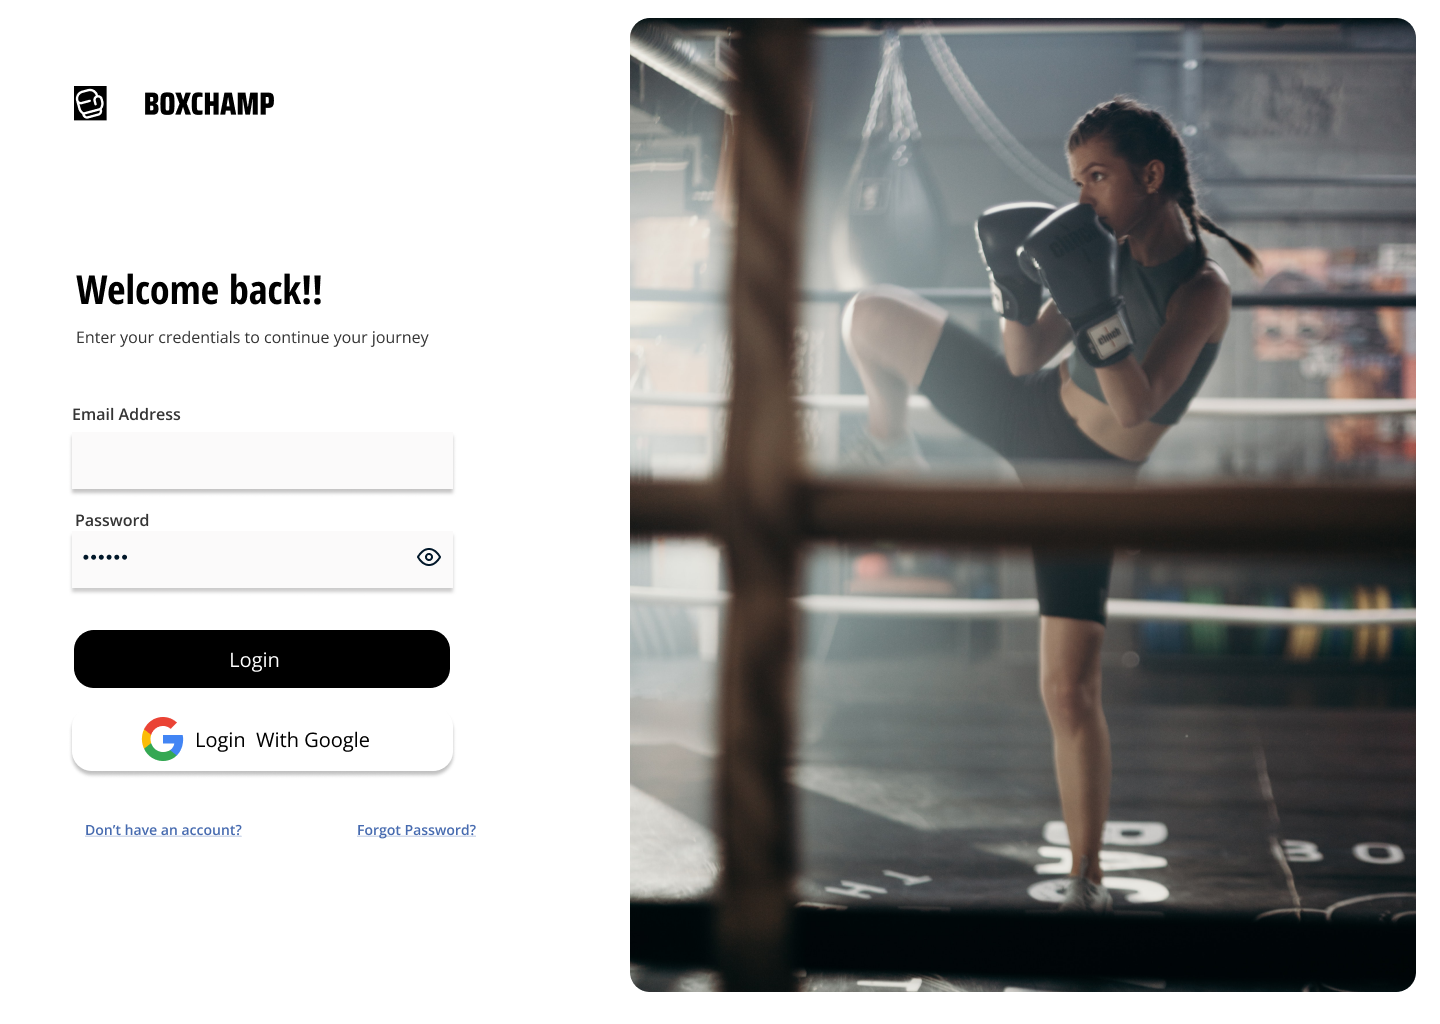 BOXCHAMP
Welcome back!!
Enter your credentials to continue your journey
Email Address
Password
••••••
Login
Login  With Google
Don’t have an account?
Forgot Password?
clinch